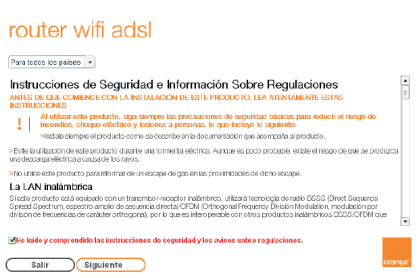 router wifi adsl
Para todos los países
Instrucciones de Seguridad e Información Sobre Regulaciones
ANTES DE QUE COMIENCE CON LA INSTALACIÓN DE ESTE PRODUCTO, LEA ATENTAMENTE ESTAS
INSTRUCCIONES
! Al utilizar este producto, siga siempre las precauciones de seguridad básicas para reducir el riesgo de
incendios, choque eléctrico y lesiones a personas, lo que incluye lo siguiente:
>Instale siempre el producto como se describe en la documentación que acompaña al producto.
>Evite la utilización de este producto durante una tormenta eléctrica. Aunque es poco probable, existe el riesgo de que se produzca
una descarga eléctrica a causa de los rayos.
>No utilice este producto para informar de un escape de gas en las proximidades de dicho escape.
La LAN inalámbrica
Si este producto está equipado con un transmisor-receptor inalámbrico, utilizará tecnología de radio DSSS (Direct Sequence
Spread Spectrum, espectro amplio de secuencia directa)/OFDM (Orthogonal Frequency Division Modulation, modulación por
división de frecuencias de carácter orthogonal), por lo que es interoperable con otros productos inalámbricos DSSS/OFDM que
He leído y comprendido las instrucciones de seguridad y los avisos sobre regulaciones.
Salir
Siguiente
orange